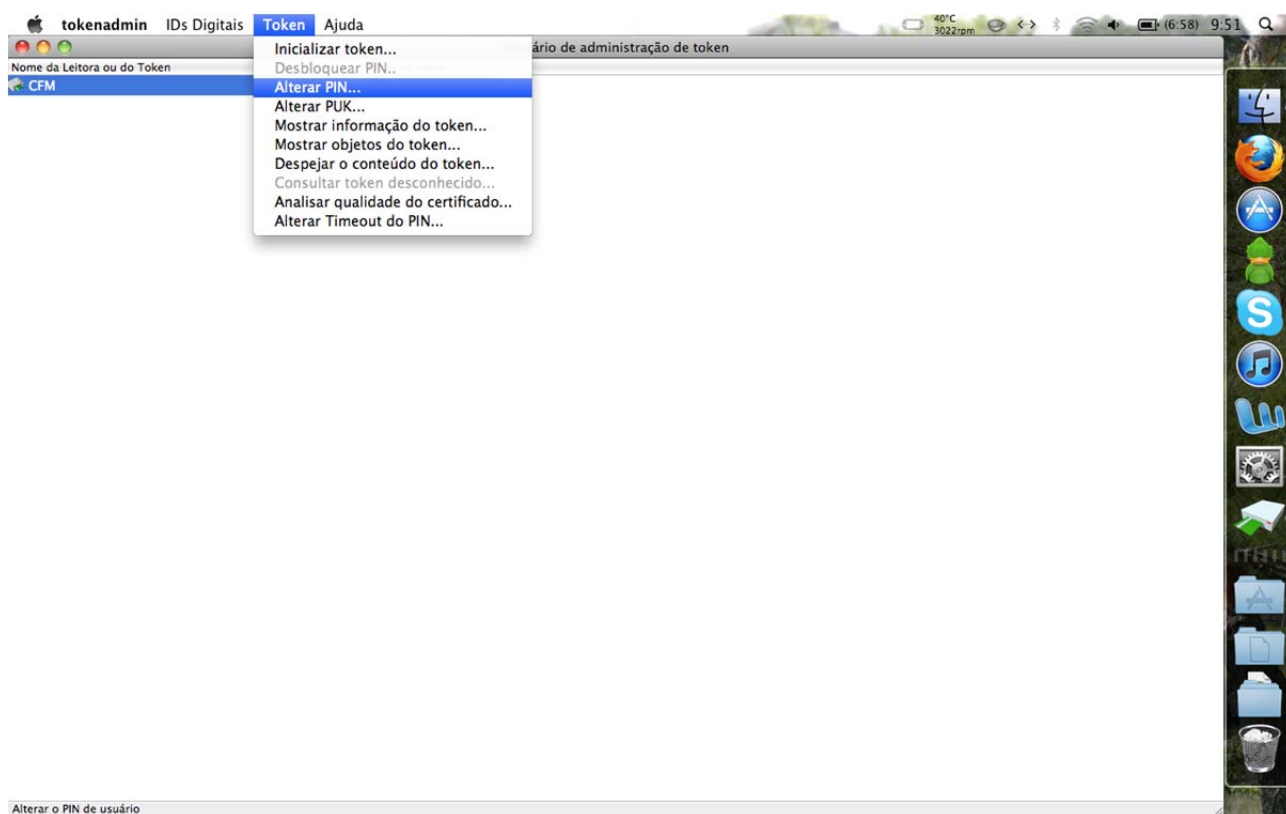 tokenadmin IDs Digitais Token Ajuda 40°C 3022rpm (6:58) 9:51
ário de administração de token
Nome da Leitora ou do Token
CFM
Inicializar token...
Desbloquear PIN..
Alterar PIN...
Alterar PUK...
Mostrar informação do token...
Mostrar objetos do token...
Despejar o conteúdo do token...
Consultar token desconhecido...
Analisar qualidade do certificado...
Alterar Timeout do PIN...
Alterar o PIN de usuário